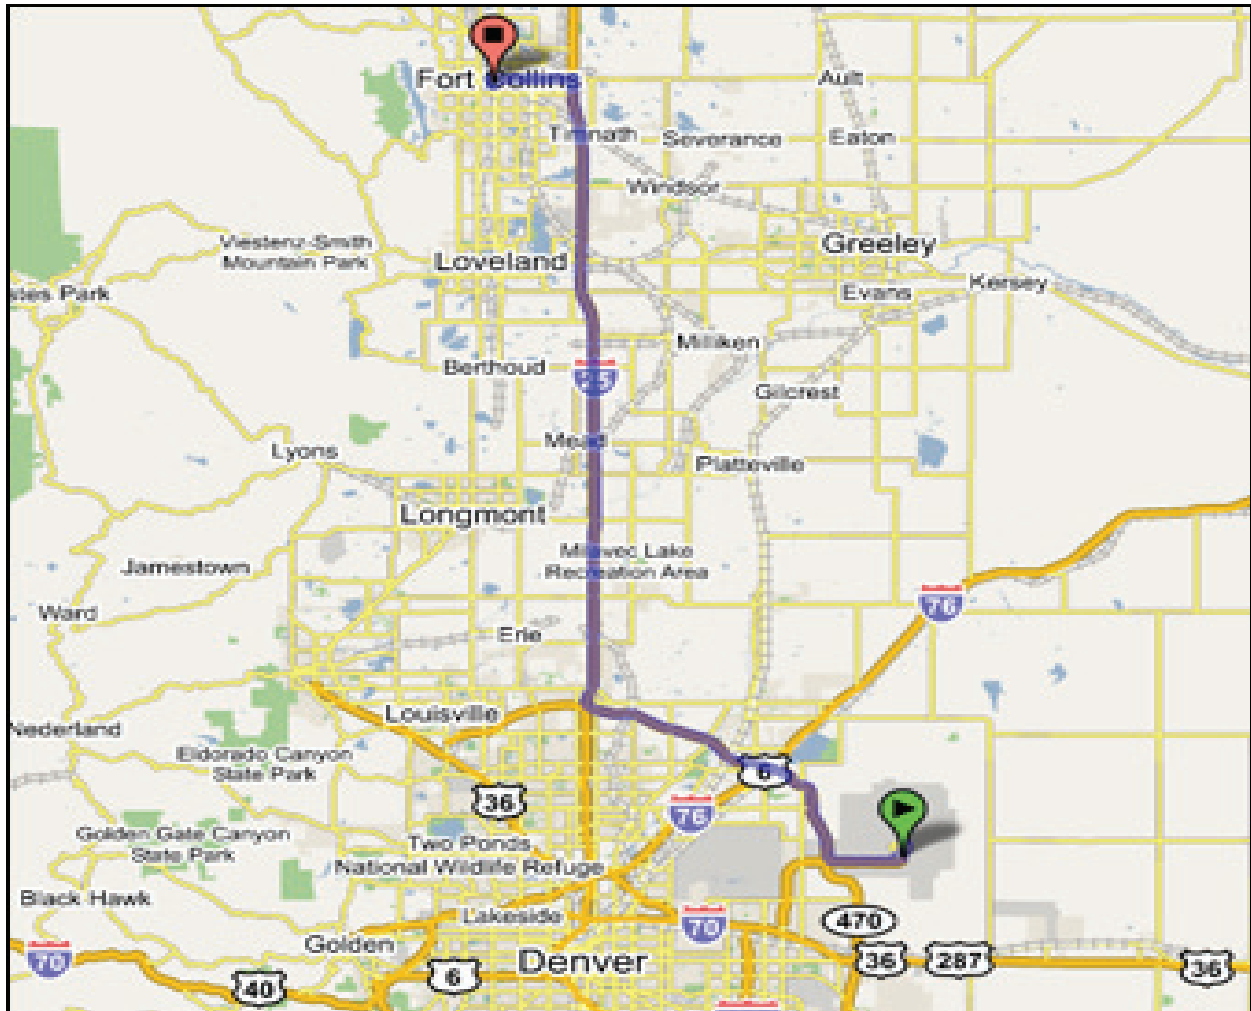 Fort Collins
Ault
Timnath
Severance
Eaton
Windsor
Viestenz-Smith
Mountain Park
Greeley
Loveland
stes Park
Evans
Kersey
Milliken
Berthoud
25
Gilcrest
Mead
Lyons
Platteville
Longmont
Milavec Lake
Recreation Area
Jamestown
76
Ward
Erie
Louisville
Nederland
Eldorado Canyon
State Park
6
36
76
Golden Gate Canyon
State Park
Two Ponds
National Wildlife Refuge
Black Hawk
Lakeside
70
470
Golden
70
Denver
6
36
287
36
40